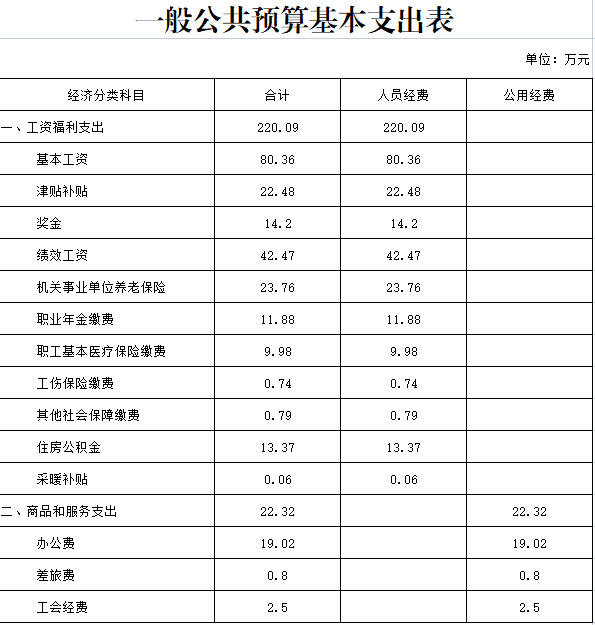 一般公共预算基本支出表
单位：万元
经济分类科目 合计 人员经费 公用经费
一、工资福利支出 220.09 220.09
基本工资 80.36 80.36
津贴补贴 22.48 22.48
奖金 14.2 14.2
绩效工资 42.47 42.47
机关事业单位养老保险 23.76 23.76
职业年金缴费 11.88 11.88
职工基本医疗保险缴费 9.98 9.98
工伤保险缴费 0.74 0.74
其他社会保障缴费 0.79 0.79
住房公积金 13.37 13.37
采暖补贴 0.06 0.06
二、商品和服务支出 22.32 22.32
办公费 19.02 19.02
差旅费 0.8 0.8
工会经费 2.5 2.5